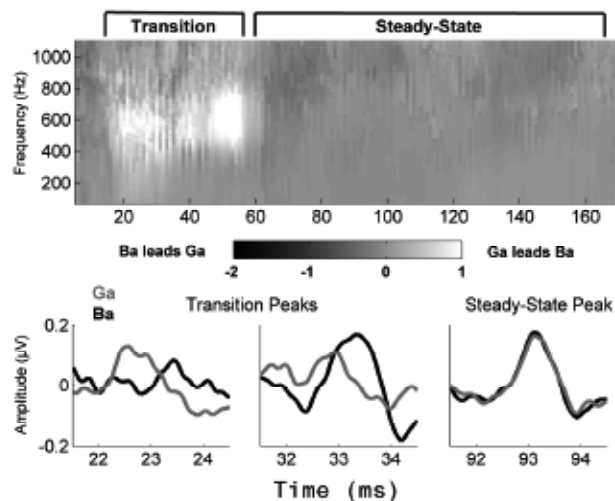 Transition Steady-State
Frequency (Hz)
1000
800
600
400
200
20 40 60 80 100 120 140 160
Ba leads Ga Ga leads Ba
-2 -1 0 1
Ga
Ba
Transition Peaks Steady-State Peak
Amplitude (μV)
0.2
0
-0.2
22 23 24 32 33 34 92 93 94
Time (ms)